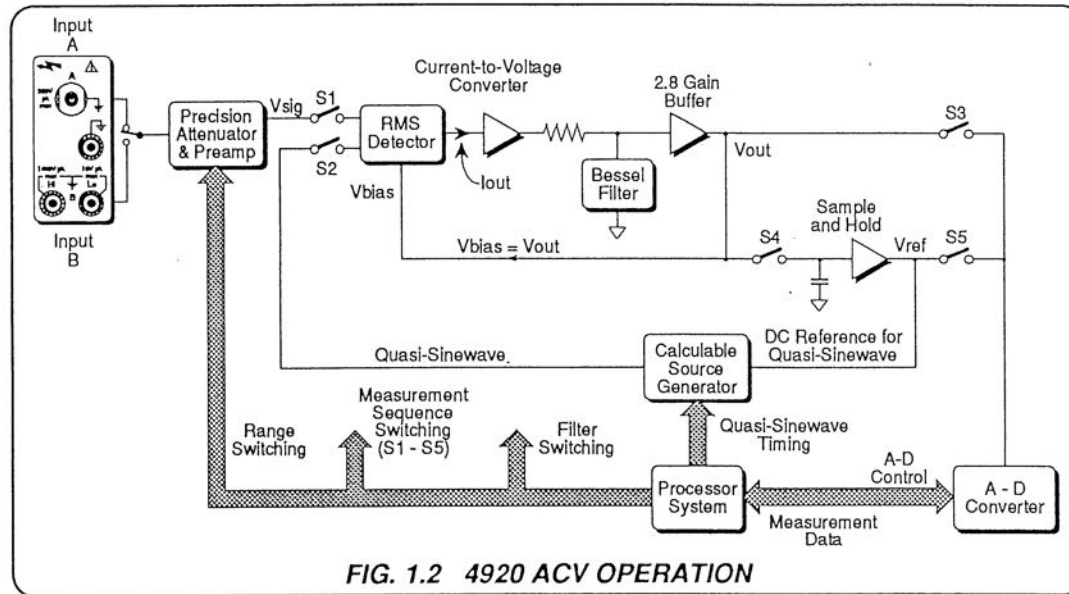 Input
A
A
Hi
Lo
Input
B
Precision
Attenuator
& Preamp
Vsig
S1
S2
RMS
Detector
Vbias
Current-to-Voltage
Converter
Iout
2.8 Gain
Buffer
Bessel
Filter
Vout
S3
Vbias = Vout
S4
Sample
and Hold
Vref
S5
Quasi-Sinewave
Calculable
Source
Generator
DC Reference for
Quasi-Sinewave
Range
Switching
Measurement
Sequence
Switching
(S1 - S5)
Filter
Switching
Quasi-Sinewave
Timing
Processor
System
A-D
Control
Measurement
Data
A - D
Converter
FIG. 1.2 4920 ACV OPERATION